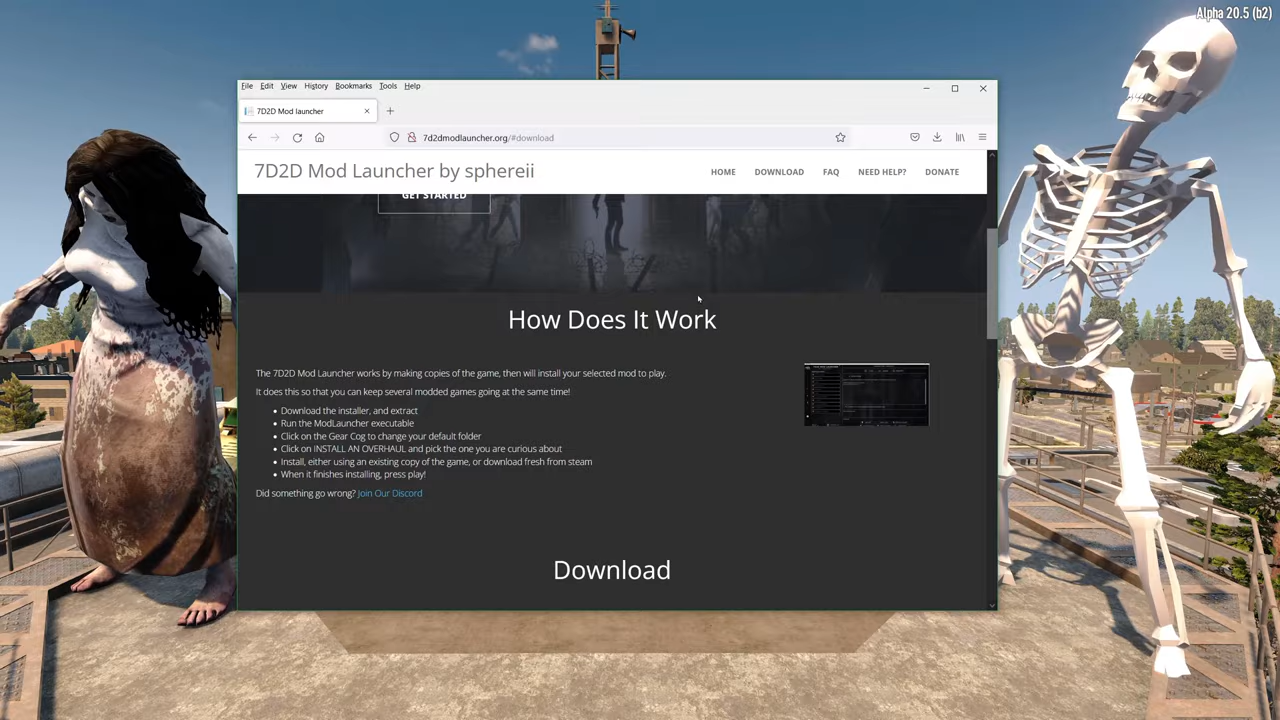 Alpha 20.5 (b2)
File Edit View History Bookmarks Tools Help
7D2D Mod launcher
7d2dmodlauncher.org/#download
7D2D Mod Launcher by sphereii HOME DOWNLOAD FAQ NEED HELP? DONATE
GET STARTED
How Does It Work
The 7D2D Mod Launcher works by making copies of the game, then will install your selected mod to play.
It does this so that you can keep several modded games going at the same time!
Download the installer, and extract
Run the ModLauncher executable
Click on the Gear Cog to change your default folder
Click on INSTALL AN OVERHAUL and pick the one you are curious about
Install, either using an existing copy of the game, or download fresh from steam
When it finishes installing, press play!
Did something go wrong? Join Our Discord
Download